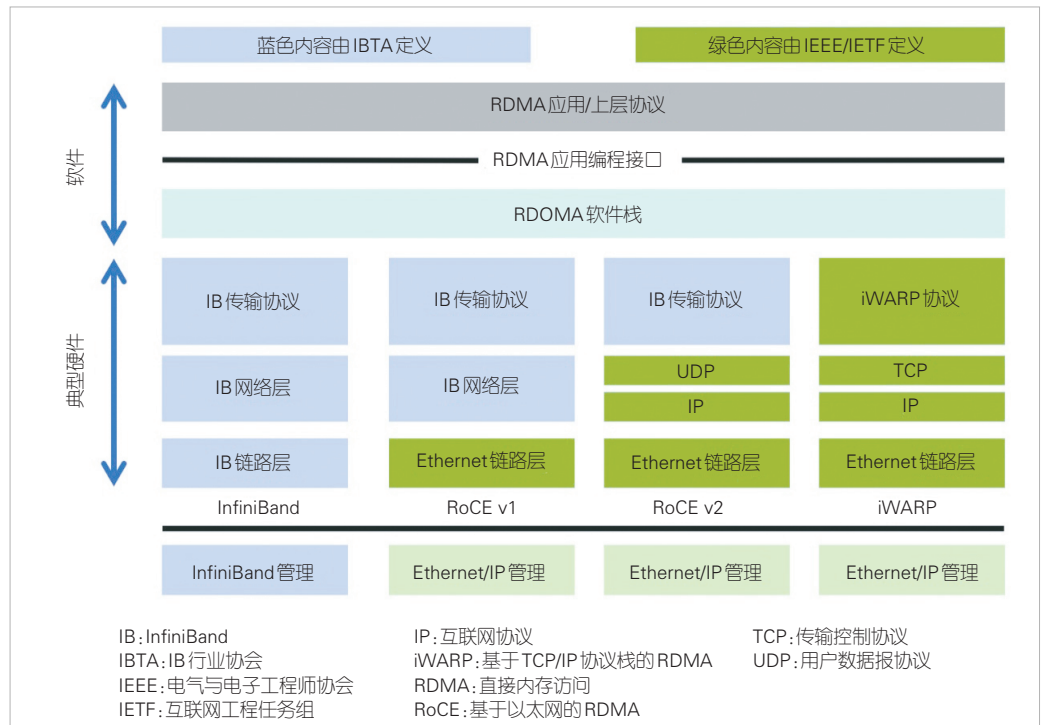 蓝色内容由IBTA定义 绿色内容由IEEE/IETF定义
RDMA应用/上层协议
软件
RDMA应用编程接口
RDOMA软件栈
典型硬件
IB传输协议 IB传输协议 IB传输协议 iWARP协议
IB网络层 IB网络层 UDP TCP
IP IP
IB链路层 Ethernet链路层 Ethernet链路层 Ethernet链路层
InfiniBand RoCE v1 RoCE v2 iWARP
InfiniBand管理 Ethernet/IP管理 Ethernet/IP管理 Ethernet/IP管理
IB:InfiniBand
IBTA:IB行业协会
IEEE:电气与电子工程师协会
IETF:互联网工程任务组
IP:互联网协议
iWARP:基于TCP/IP协议栈的RDMA
RDMA:直接内存访问
RoCE:基于以太网的RDMA
TCP:传输控制协议
UDP:用户数据报协议